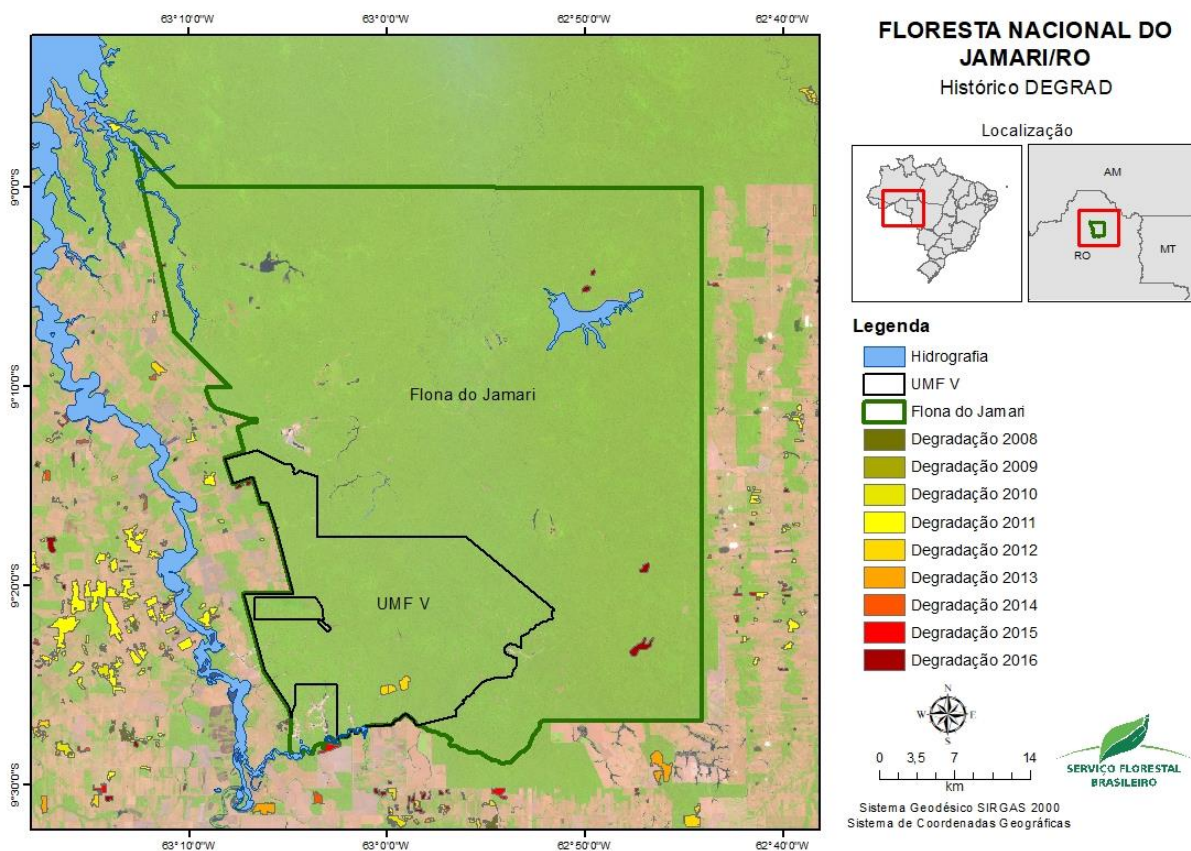 63°10'0"W
63°0'0"W
62°50'0"W
62°40'0"W
9°0'0"S
9°10'0"S
9°20'0"S
9°30'0"S
Flona do Jamari
UMF V
63°10'0"W
63°0'0"W
62°50'0"W
62°40'0"W
FLORESTA NACIONAL DO
JAMARI/RO
Histórico DEGRAD
Localização
AM
RO
MT
Legenda
Hidrografia
UMF V
Flona do Jamari
Degradação 2008
Degradação 2009
Degradação 2010
Degradação 2011
Degradação 2012
Degradação 2013
Degradação 2014
Degradação 2015
Degradação 2016
N
W E
S
0 3,5 7 14
km
SERVIÇO FLORESTAL
BRASILEIRO
Sistema Geodésico SIRGAS 2000
Sistema de Coordenadas Geográficas